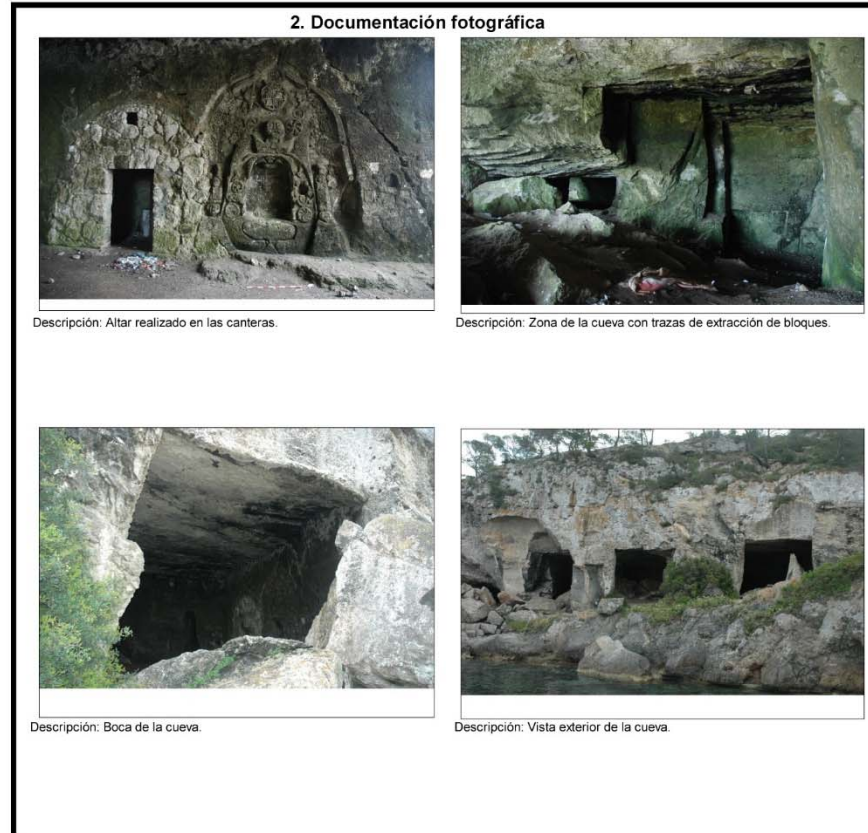 2. Documentación fotográfica
Descripción: Altar realizado en las canteras.
Descripción: Zona de la cueva con trazas de extracción de bloques.
Descripción: Boca de la cueva.
Descripción: Vista exterior de la cueva.